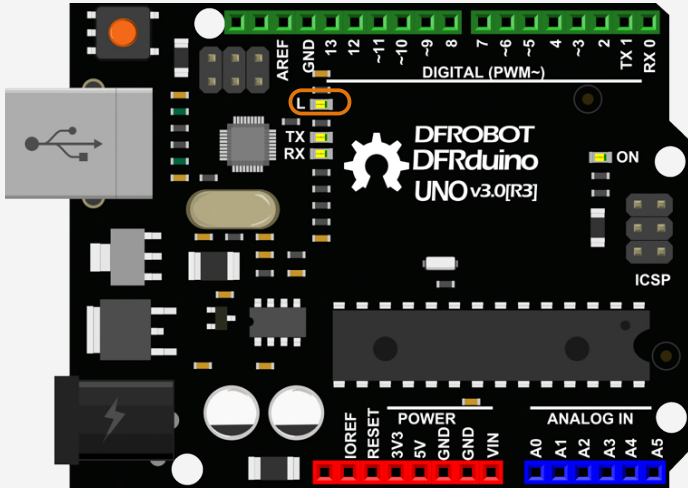 AREF
GND
13
12
~11
~10
~9
8
7
~6
~5
4
~3
2
TX 1
RX 0
DIGITAL (PWM~)
L
TX
RX
DFROBOT
DFRduino
UNO v3.0[R3]
ON
ICSP
IOREF
RESET
3V3
5V
GND
GND
VIN
POWER
ANALOG IN
A0
A1
A2
A3
A4
A5